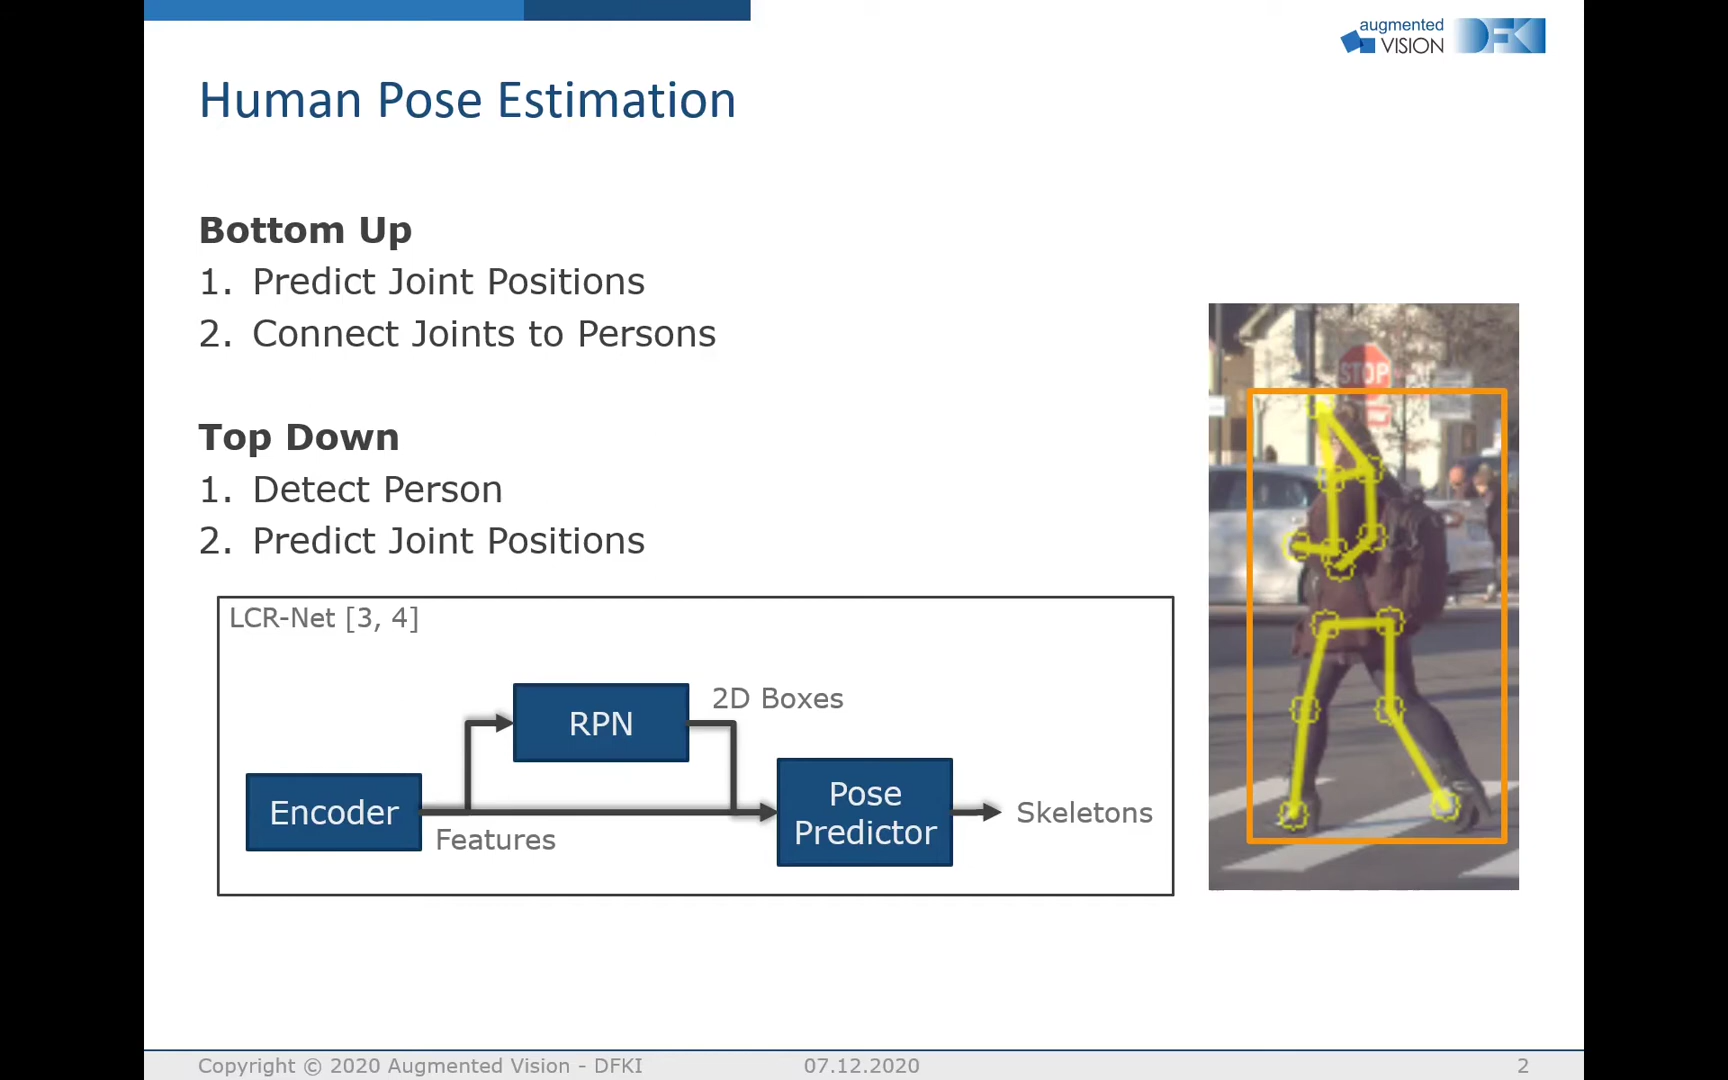 augmented
VISION
DFKI
Human Pose Estimation
Bottom Up
1. Predict Joint Positions
2. Connect Joints to Persons
Top Down
1. Detect Person
2. Predict Joint Positions
STOP
LCR-Net [3, 4]
RPN
2D Boxes
Encoder
Features
Pose
Predictor
Skeletons
Copyright © 2020 Augmented Vision - DFKI
07.12.2020
2